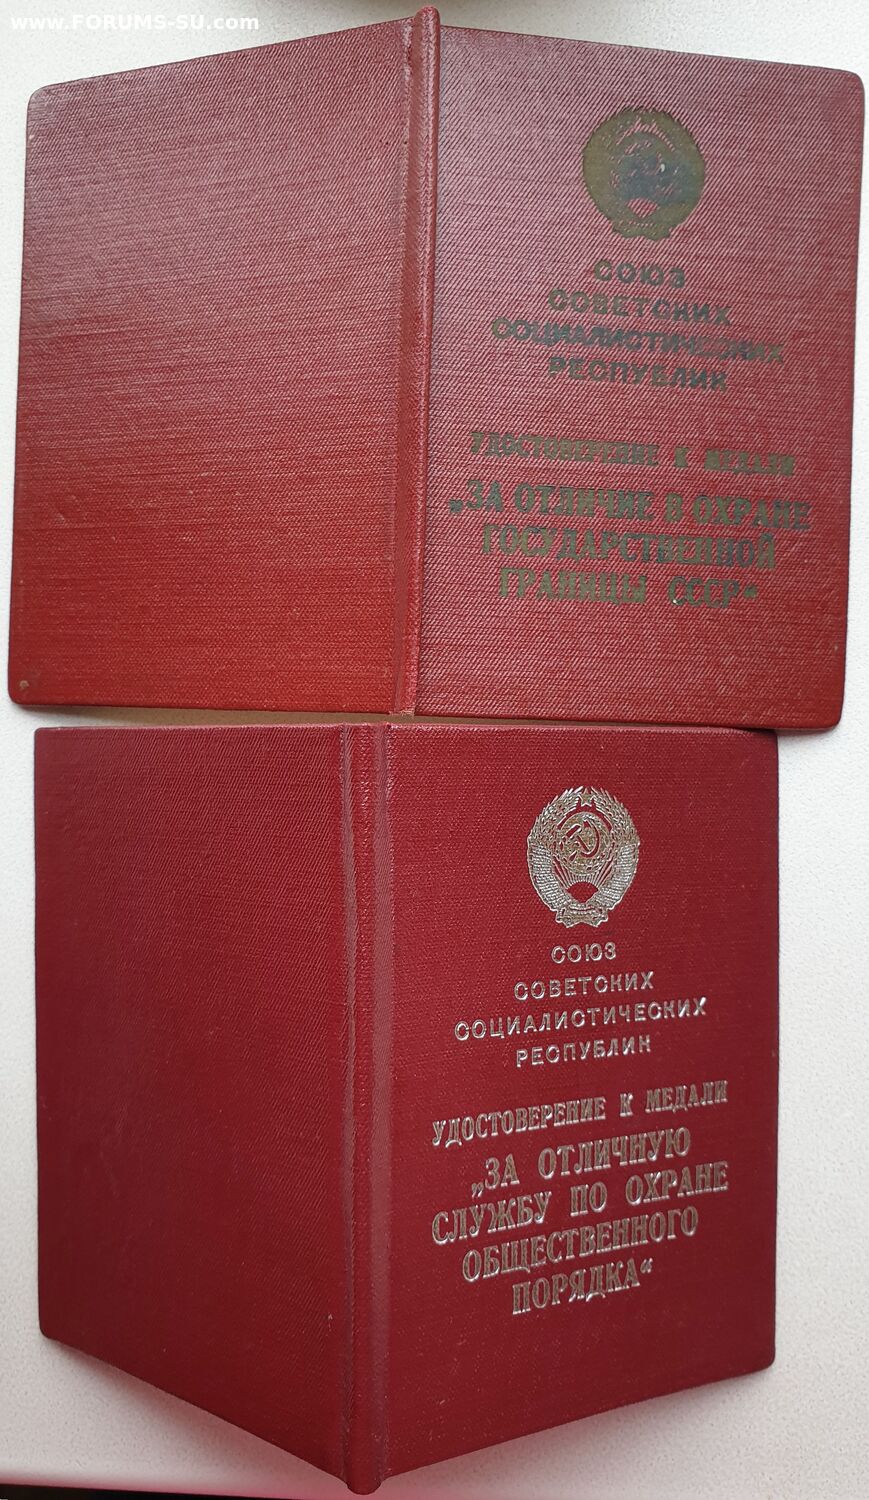 www.FORUMS-SU.com
СОЮЗ
СОВЕТСКИХ
СОЦИАЛИСТИЧЕСКИХ
РЕСПУБЛИК
УДОСТОВЕРЕНИЕ К МЕДАЛИ
„ЗА ОТЛИЧИЕ В ОХРАНЕ
ГОСУДАРСТВЕННОЙ
ГРАНИЦЫ СССР“
СОЮЗ
СОВЕТСКИХ
СОЦИАЛИСТИЧЕСКИХ
РЕСПУБЛИК
УДОСТОВЕРЕНИЕ К МЕДАЛИ
„ЗА ОТЛИЧНУЮ
СЛУЖБУ ПО ОХРАНЕ
ОБЩЕСТВЕННОГО
ПОРЯДКА“